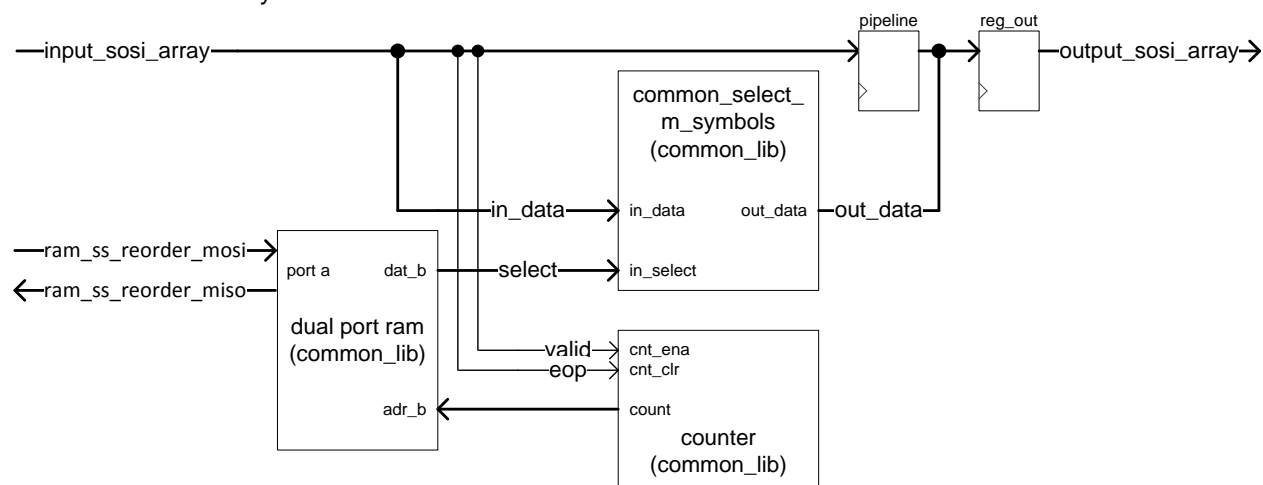 pipeline
reg_out
input_sosi_array
output_sosi_array
common_select_
m_symbols
(common_lib)
in_data
in_data
out_data
out_data
ram_ss_reorder_mosi
port a
dat_b
select
in_select
ram_ss_reorder_miso
dual port ram
(common_lib)
valid
cnt_ena
eop
cnt_clr
adr_b
count
counter
(common_lib)